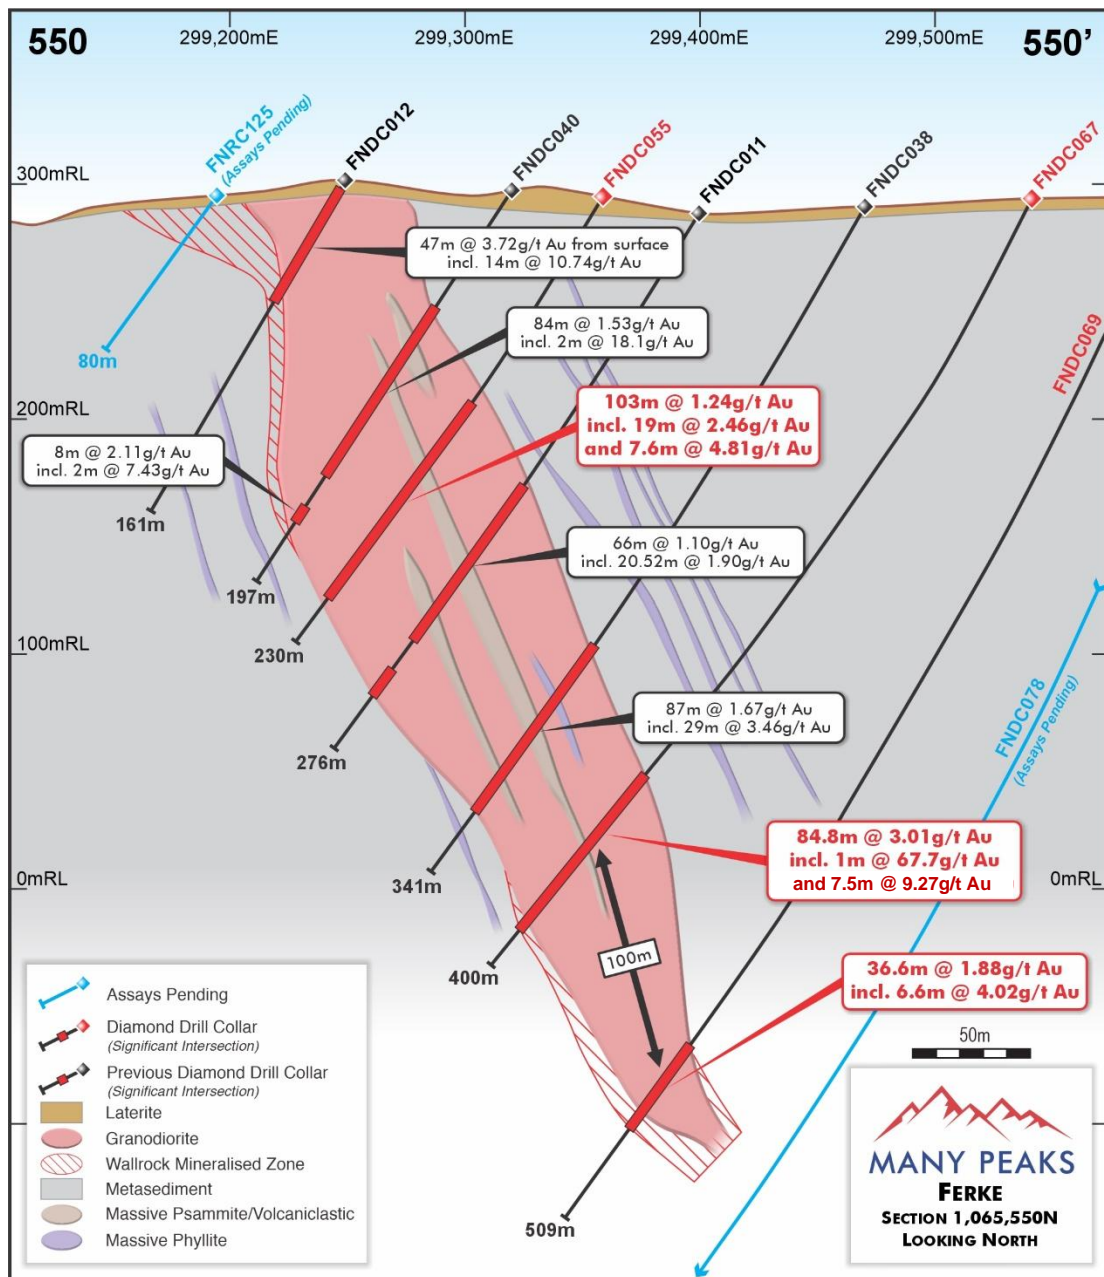 550
299,200mE
299,300mE
299,400mE
299,500mE
550’
FNRC125
(Assays Pending)
FNDC012
FNDC040
FNDC055
FNDC011
FNDC038
FNDC067
300mRL
47m @ 3.72g/t Au from surface
incl. 14m @ 10.74g/t Au
84m @ 1.53g/t Au
incl. 2m @ 18.1g/t Au
80m
FNDC069
200mRL
103m @ 1.24g/t Au
incl. 19m @ 2.46g/t Au
and 7.6m @ 4.81g/t Au
8m @ 2.11g/t Au
incl. 2m @ 7.43g/t Au
161m
66m @ 1.10g/t Au
incl. 20.52m @ 1.90g/t Au
197m
100mRL
230m
87m @ 1.67g/t Au
incl. 29m @ 3.46g/t Au
FNDC078
(Assays Pending)
276m
84.8m @ 3.01g/t Au
incl. 1m @ 67.7g/t Au
and 7.5m @ 9.27g/t Au
341m
0mRL
0mRL
400m
100m
36.6m @ 1.88g/t Au
incl. 6.6m @ 4.02g/t Au
50m
509m
Assays Pending
Diamond Drill Collar
(Significant Intersection)
Previous Diamond Drill Collar
(Significant Intersection)
Laterite
Granodiorite
Wallrock Mineralised Zone
Metasediment
Massive Psammite/Volcaniclastic
Massive Phyllite
MANY PEAKS
FERKE
SECTION 1,065,550N
LOOKING NORTH